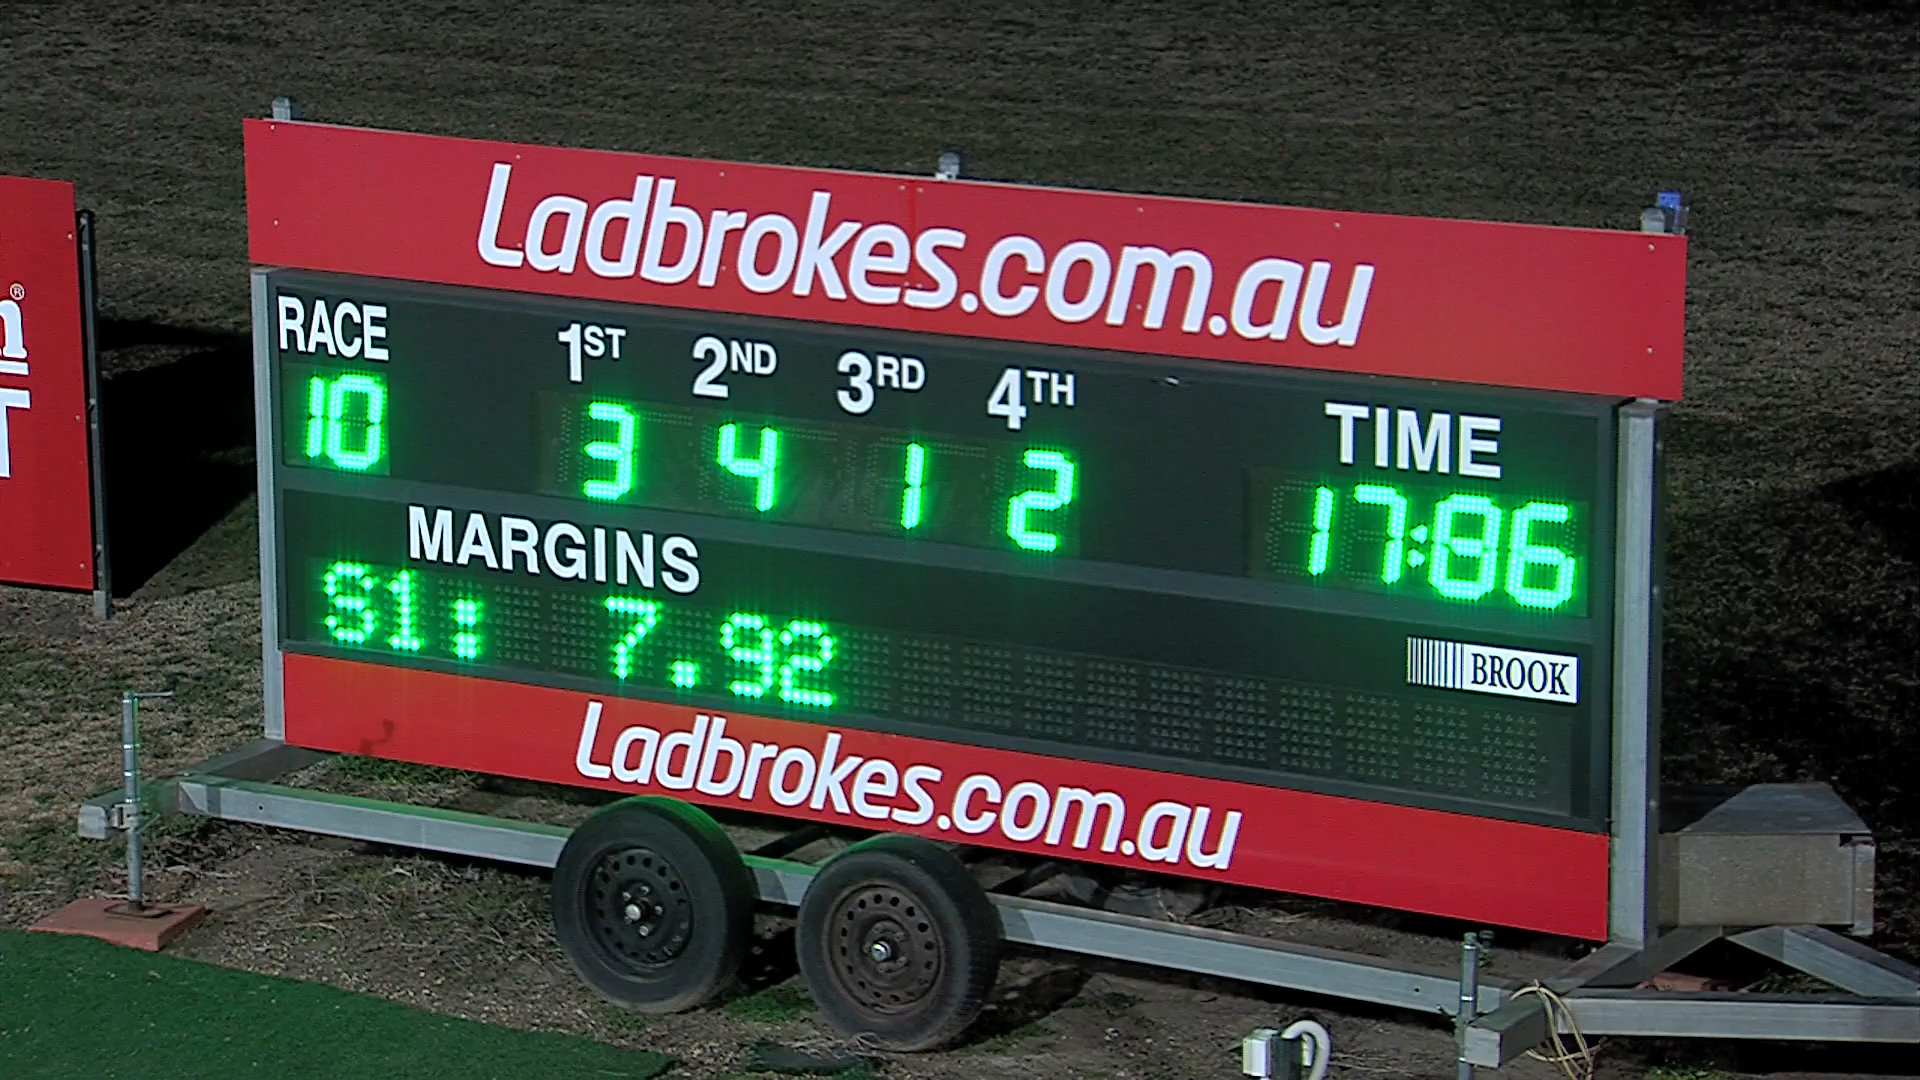 Ladbrokes.com.au
RACE 1ST 2ND 3RD 4TH TIME
10 3 4 1 2 17:86
MARGINS
S1: 7.92
BROOK
Ladbrokes.com.au